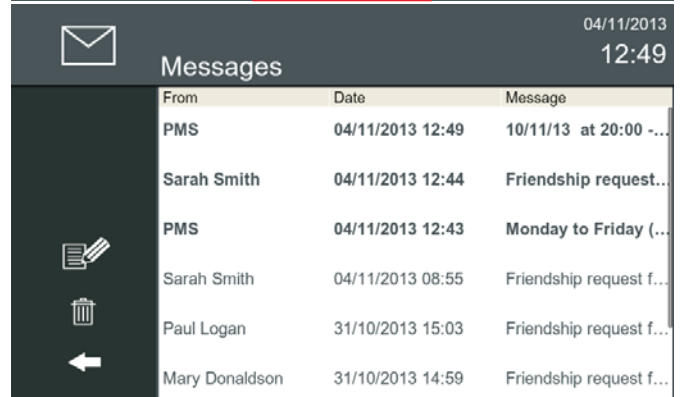 04/11/2013
12:49
Messages
From Date Message
PMS 04/11/2013 12:49 10/11/13 at 20:00 -...
Sarah Smith 04/11/2013 12:44 Friendship request...
PMS 04/11/2013 12:43 Monday to Friday (...
Sarah Smith 04/11/2013 08:55 Friendship request f...
Paul Logan 31/10/2013 15:03 Friendship request f...
Mary Donaldson 31/10/2013 14:59 Friendship request f...